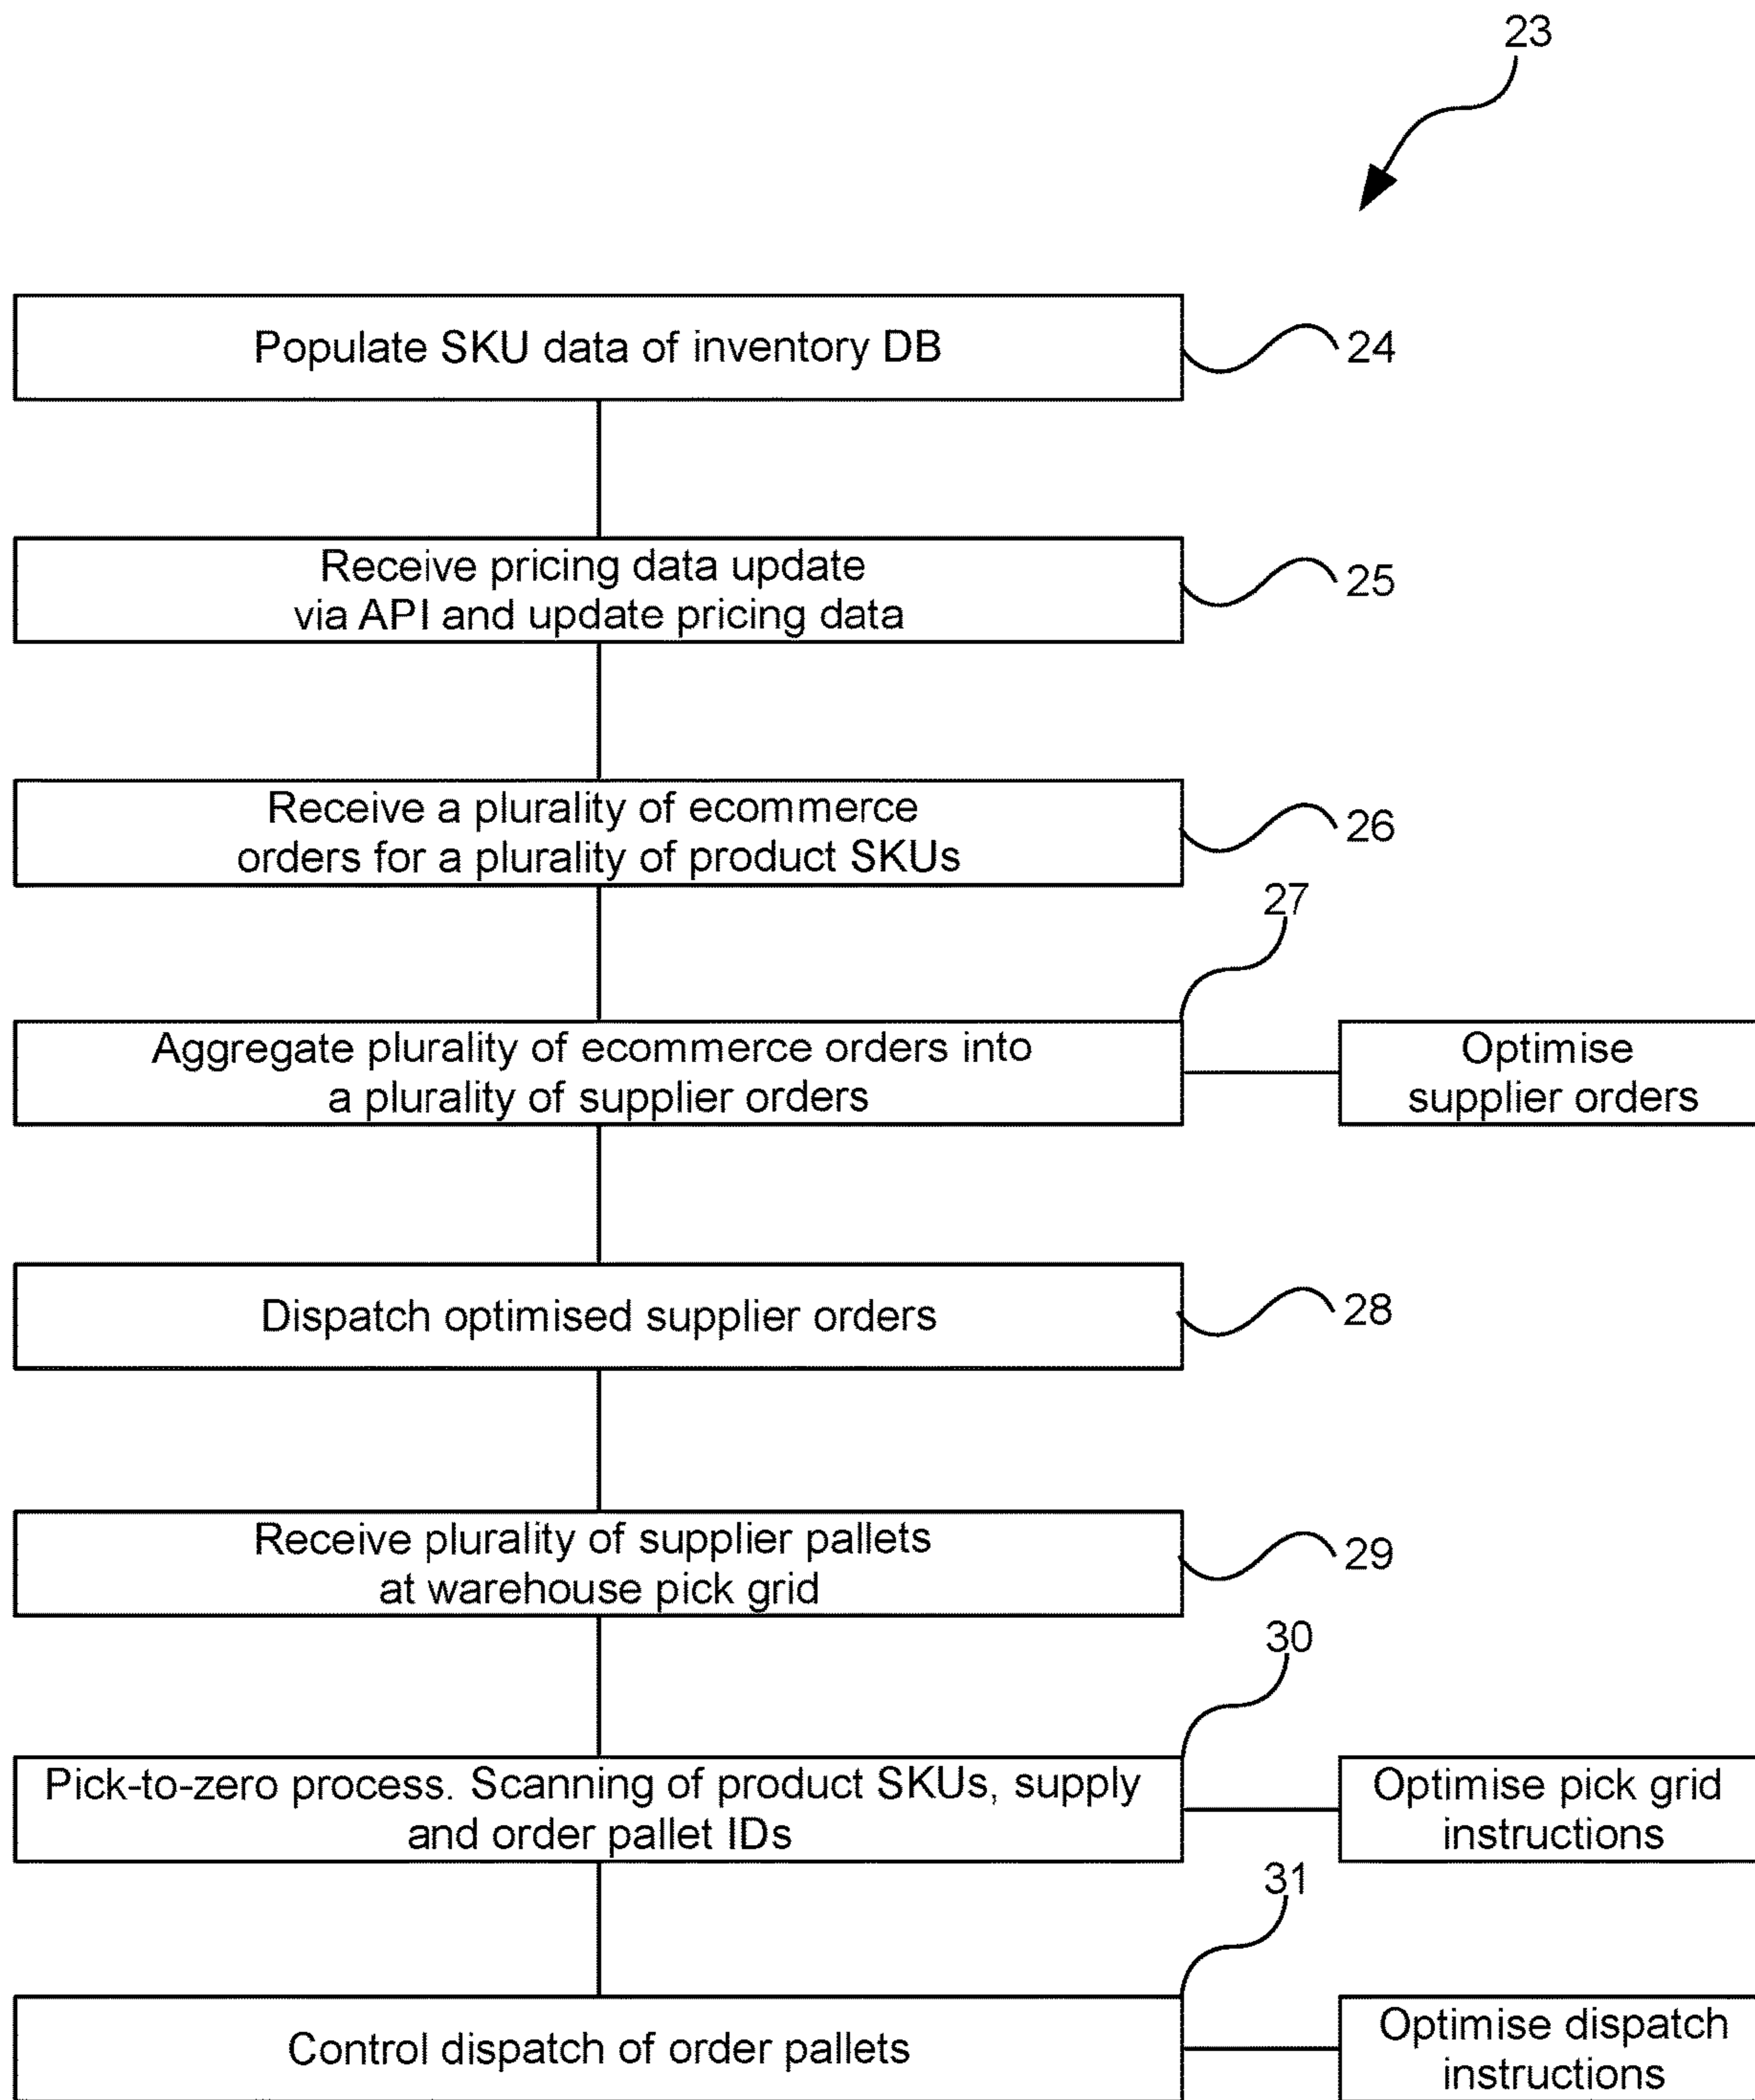 23
Populate SKU data of inventory DB
24
Receive pricing data update
via API and update pricing data
25
Receive a plurality of ecommerce
orders for a plurality of product SKUs
26
27
Aggregate plurality of ecommerce orders into
a plurality of supplier orders
Optimise
supplier orders
Dispatch optimised supplier orders
28
Receive plurality of supplier pallets
at warehouse pick grid
29
30
Pick-to-zero process. Scanning of product SKUs, supply
and order pallet IDs
Optimise pick grid
instructions
31
Control dispatch of order pallets
Optimise dispatch
instructions